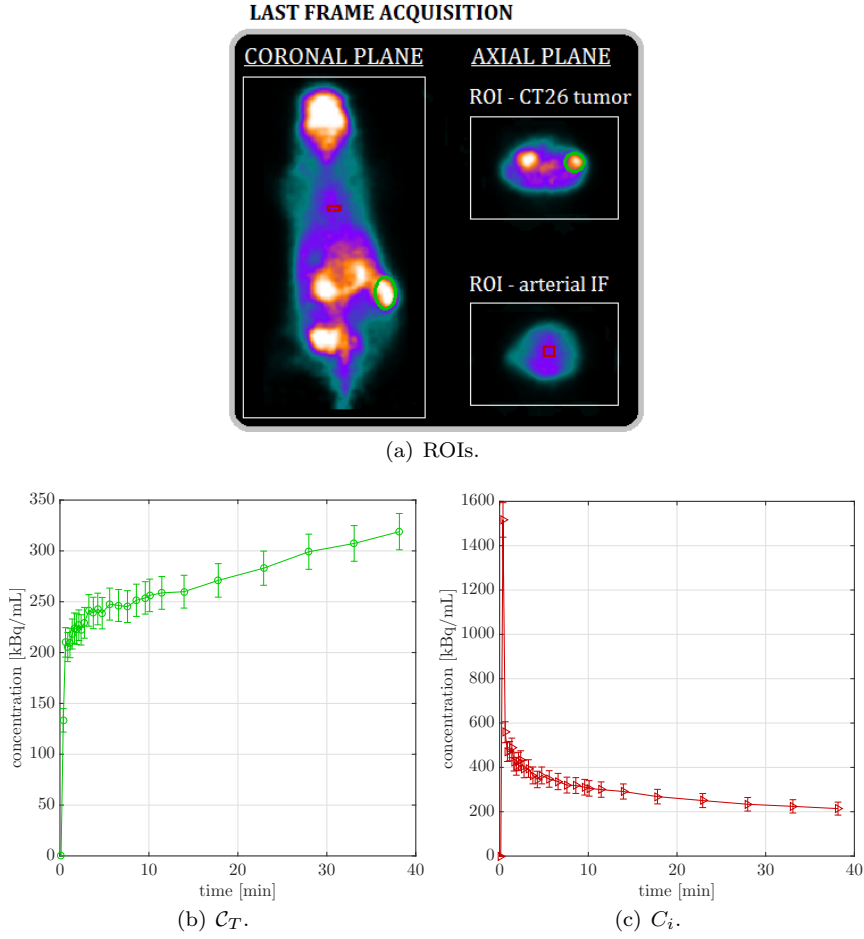 LAST FRAME ACQUISITION
CORONAL PLANE
AXIAL PLANE
ROI - CT26 tumor
ROI - arterial IF
(a) ROIs.
350
300
250
200
150
100
50
0
concentration [kBq/mL]
0 10 20 30 40
time [min]
(b) 𝒞_T.
1600
1400
1200
1000
800
600
400
200
0
concentration [kBq/mL]
0 10 20 30 40
time [min]
(c) C_i.